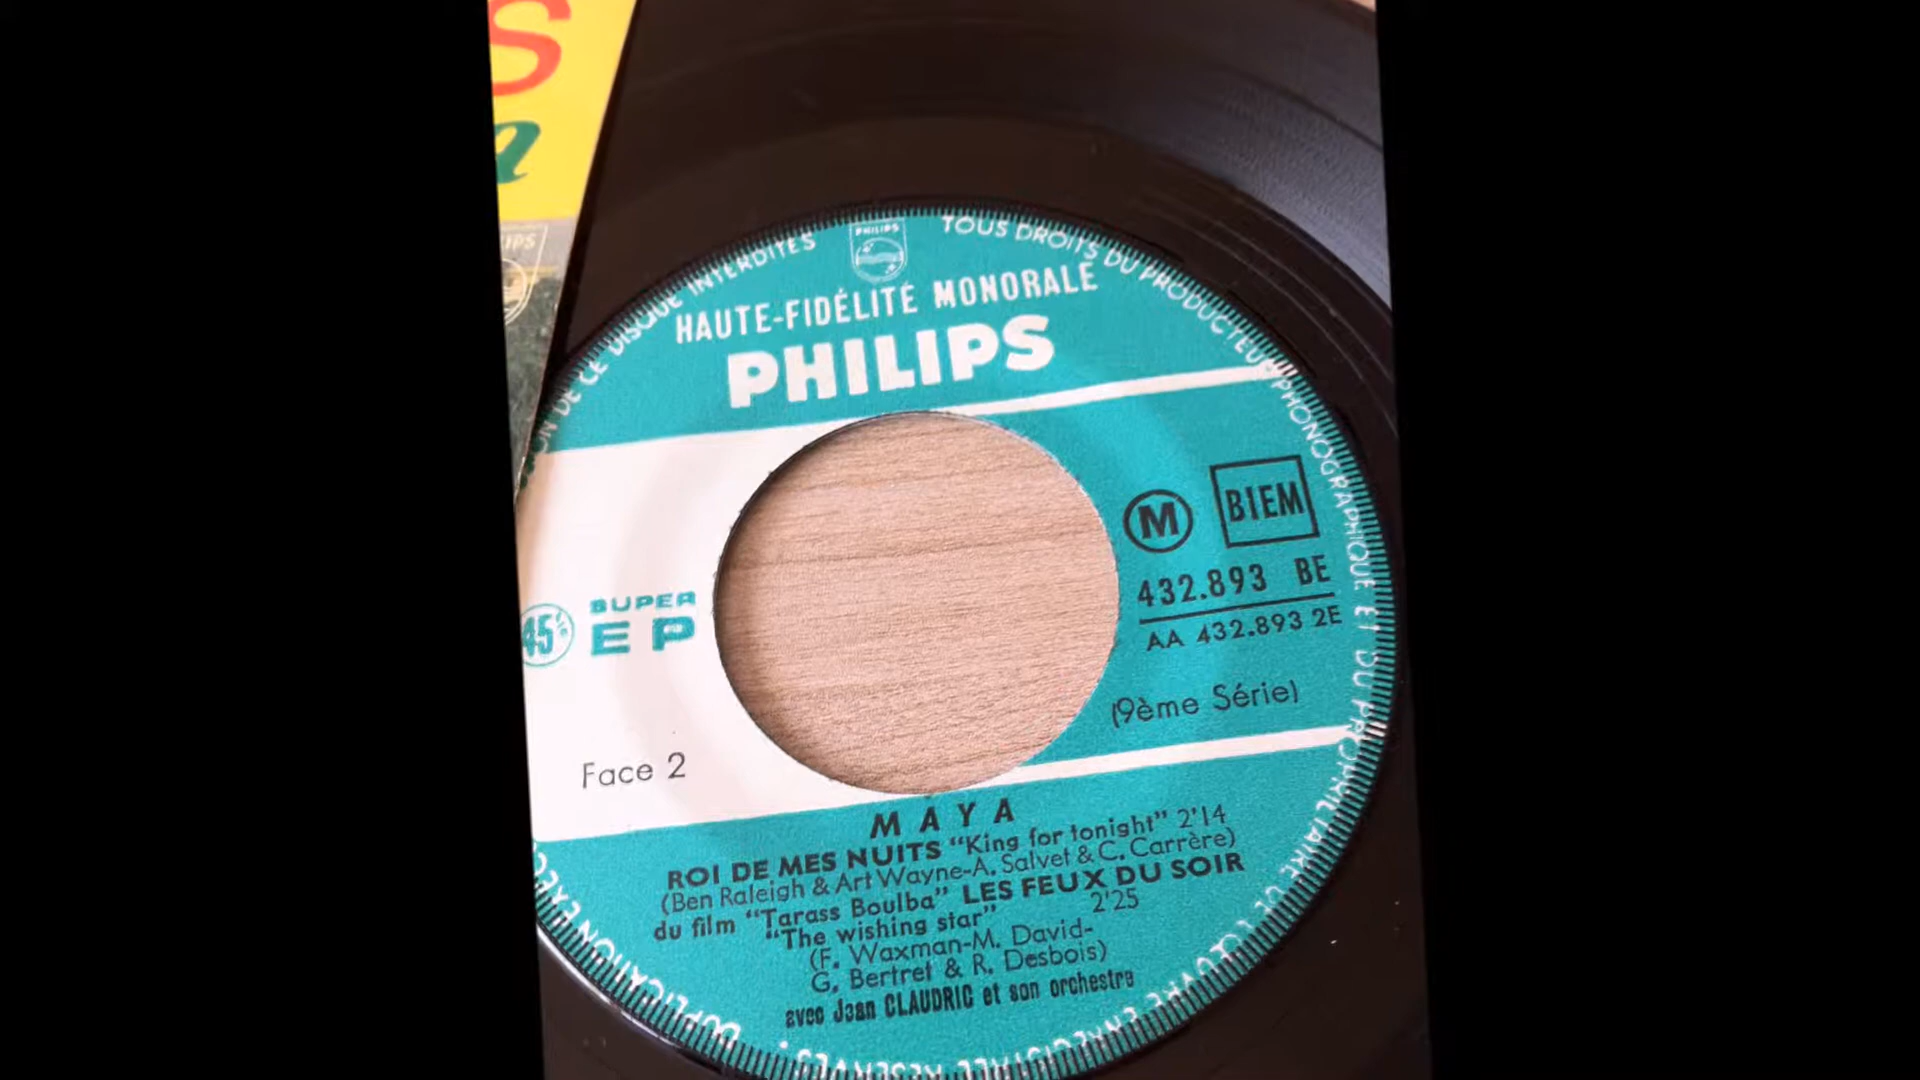 S
a
IPS
PHILIPS
TOUS DROITS DU PRODUCTEUR PHONOGRAPHIQUE ET DU PROPRIÉTAIRE DE L'ŒUVRE ENREGISTRÉE RÉSERVÉS.
DUPLICATION
DE CE DISQUE INTERDITES
HAUTE-FIDÉLITÉ MONORALE
PHILIPS
M BIEM
432.893 BE
AA 432.893 2E
45 SUPER
EP
(9ème Série)
Face 2
MAYA
ROI DE MES NUITS "King for tonight" 2'14
(Ben Raleigh & Art Wayne-A. Salvet & C. Carrère)
du film "Tarass Boulba" LES FEUX DU SOIR
"The wishing star" 2'25
(F. Waxman-M. David-
G. Bertret & R. Desbois)
avec Jean CLAUDRIC et son orchestre